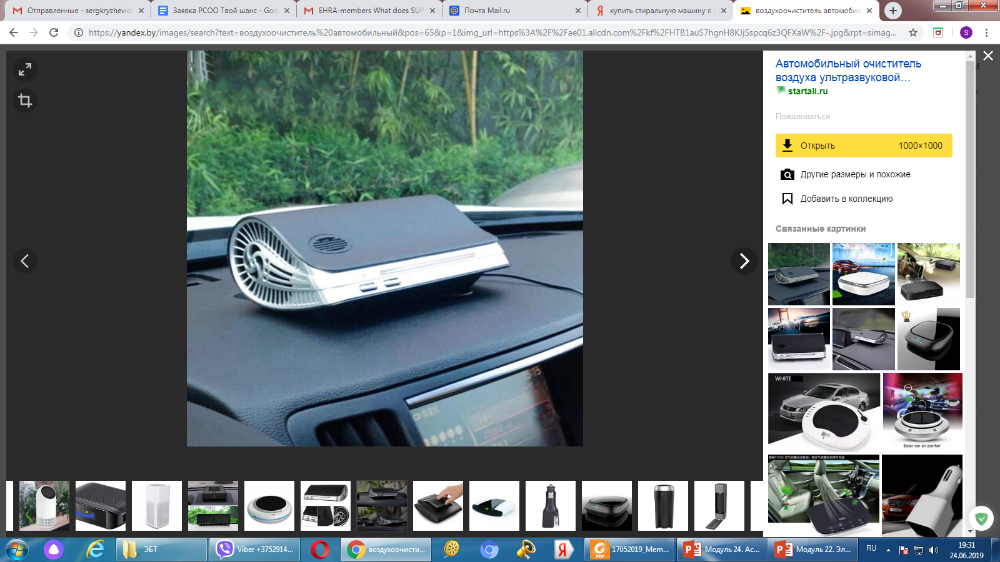 Отправленные - sergkryzhevich
Заявка РСОО Твой шанс - Goo
EHRA-members What does SUP
Почта Mail.ru
купить стиральную машину в
воздухоочиститель автомобил
https://yandex.by/images/search?text=воздухоочиститель%20автомобильный&pos=65&p=1&img_url=https%3A%2F%2Fae01.alicdn.com%2Fkf%2FHTB1auS7hgnH8KJjSspcq6z3QFXaW%2F-.jpg&rpt=simag...
S
Автомобильный очиститель
воздуха ультразвуковой...
startali.ru
Пожаловаться
Открыть 1000×1000
Другие размеры и похожие
Добавить в коллекцию
Связанные картинки
WHITE
Solar car air purifier
ЭБТ
Viber +3752914...
воздухоочисти...
17052019_Mem...
Модуль 24. Ас...
Модуль 22. Эл...
RU
19:31
24.06.2019